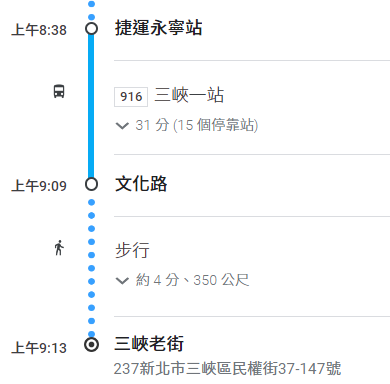 上午8:38 捷運永寧站
916 三峽一站
31 分 (15 個停靠站)
上午9:09 文化路
步行
約 4 分、350 公尺
上午9:13 三峽老街
237新北市三峽區民權街37-147號